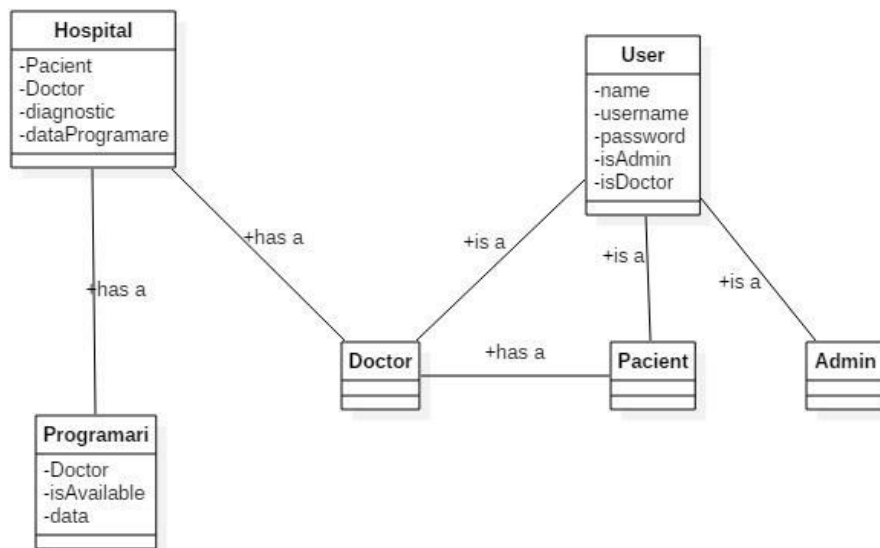 Hospital
-Pacient
-Doctor
-diagnostic
-dataProgramare
User
-name
-username
-password
-isAdmin
-isDoctor
+has a
+is a
+is a
+is a
+has a
Doctor
+has a
Pacient
Admin
Programari
-Doctor
-isAvailable
-data